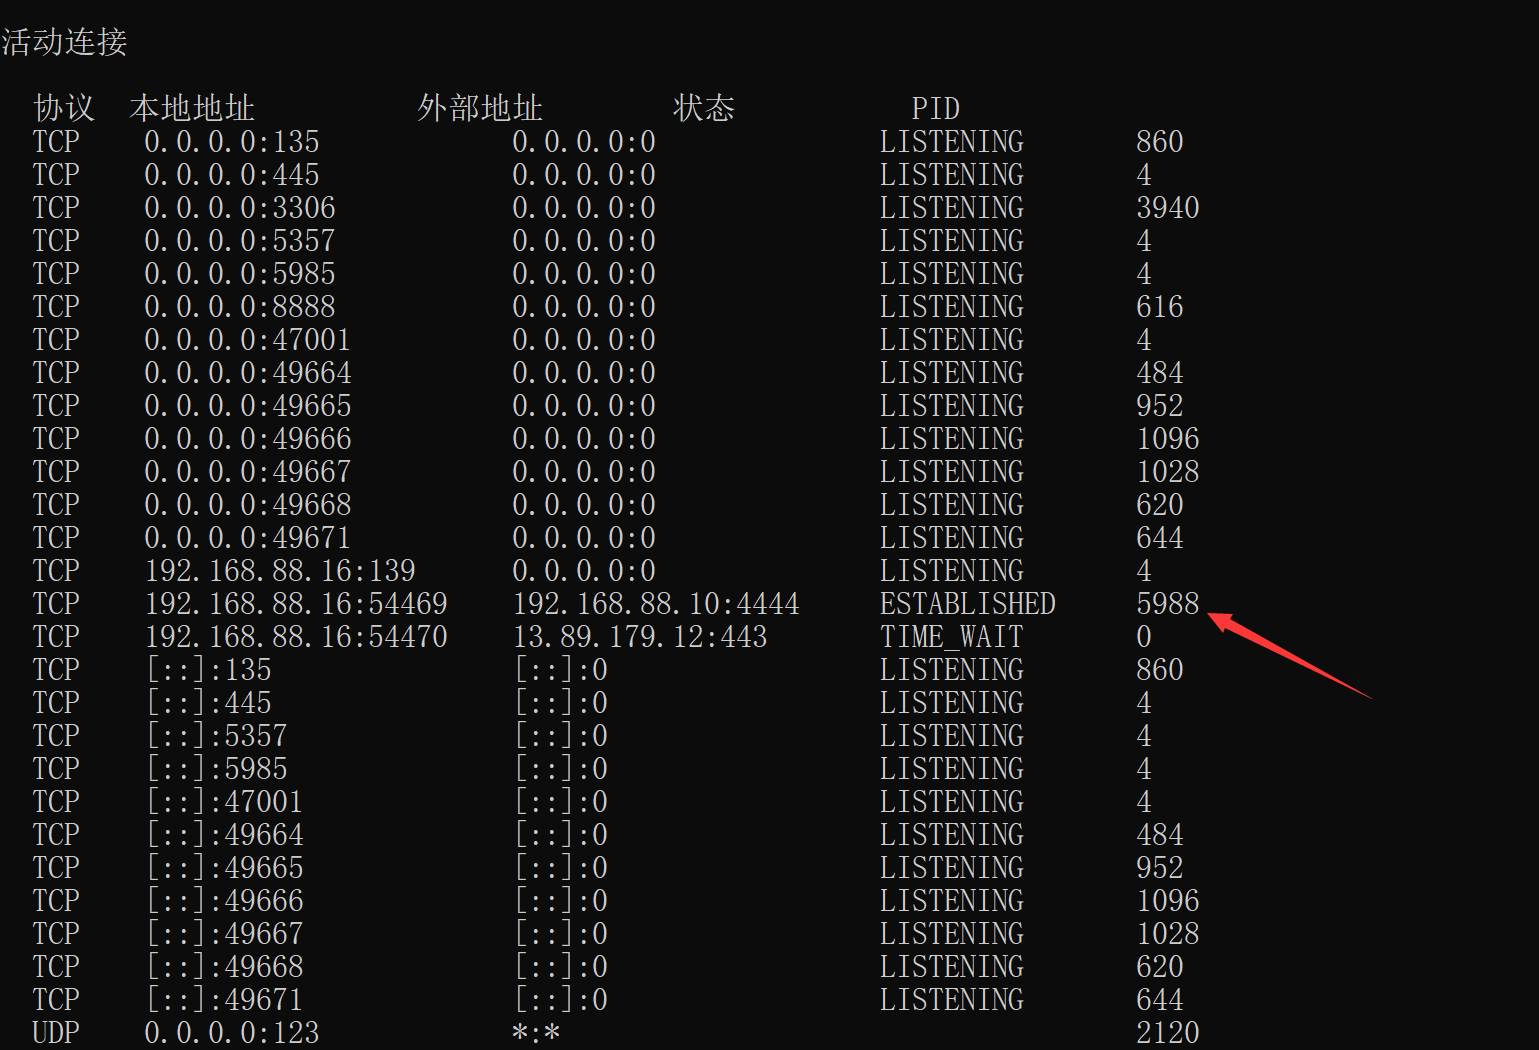 活动连接
协议 本地地址 外部地址 状态 PID
TCP 0.0.0.0:135 0.0.0.0:0 LISTENING 860
TCP 0.0.0.0:445 0.0.0.0:0 LISTENING 4
TCP 0.0.0.0:3306 0.0.0.0:0 LISTENING 3940
TCP 0.0.0.0:5357 0.0.0.0:0 LISTENING 4
TCP 0.0.0.0:5985 0.0.0.0:0 LISTENING 4
TCP 0.0.0.0:8888 0.0.0.0:0 LISTENING 616
TCP 0.0.0.0:47001 0.0.0.0:0 LISTENING 4
TCP 0.0.0.0:49664 0.0.0.0:0 LISTENING 484
TCP 0.0.0.0:49665 0.0.0.0:0 LISTENING 952
TCP 0.0.0.0:49666 0.0.0.0:0 LISTENING 1096
TCP 0.0.0.0:49667 0.0.0.0:0 LISTENING 1028
TCP 0.0.0.0:49668 0.0.0.0:0 LISTENING 620
TCP 0.0.0.0:49671 0.0.0.0:0 LISTENING 644
TCP 192.168.88.16:139 0.0.0.0:0 LISTENING 4
TCP 192.168.88.16:54469 192.168.88.10:4444 ESTABLISHED 5988
TCP 192.168.88.16:54470 13.89.179.12:443 TIME_WAIT 0
TCP [::]:135 [::]:0 LISTENING 860
TCP [::]:445 [::]:0 LISTENING 4
TCP [::]:5357 [::]:0 LISTENING 4
TCP [::]:5985 [::]:0 LISTENING 4
TCP [::]:47001 [::]:0 LISTENING 4
TCP [::]:49664 [::]:0 LISTENING 484
TCP [::]:49665 [::]:0 LISTENING 952
TCP [::]:49666 [::]:0 LISTENING 1096
TCP [::]:49667 [::]:0 LISTENING 1028
TCP [::]:49668 [::]:0 LISTENING 620
TCP [::]:49671 [::]:0 LISTENING 644
UDP 0.0.0.0:123 *:* 2120